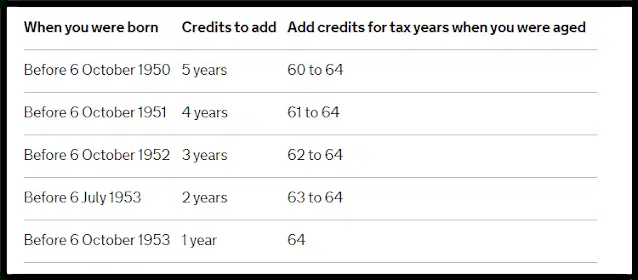 When you were born Credits to add Add credits for tax years when you were aged
Before 6 October 1950 5 years 60 to 64
Before 6 October 1951 4 years 61 to 64
Before 6 October 1952 3 years 62 to 64
Before 6 July 1953 2 years 63 to 64
Before 6 October 1953 1 year 64